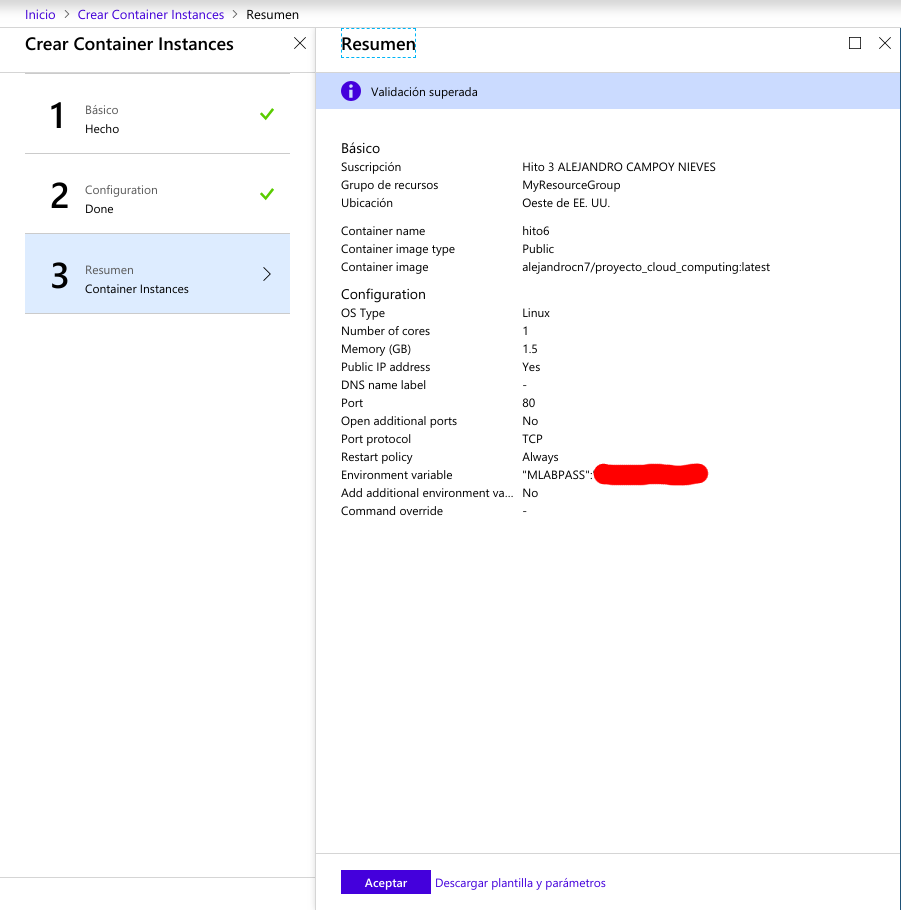 Inicio > Crear Container Instances > Resumen
Crear Container Instances
1
Básico
Hecho
2
Configuration
Done
3
Resumen
Container Instances
Resumen
Validación superada
Básico
Suscripción Hito 3 ALEJANDRO CAMPOY NIEVES
Grupo de recursos MyResourceGroup
Ubicación Oeste de EE. UU.
Container name hito6
Container image type Public
Container image alejandrocn7/proyecto_cloud_computing:latest
Configuration
OS Type Linux
Number of cores 1
Memory (GB) 1.5
Public IP address Yes
DNS name label -
Port 80
Open additional ports No
Port protocol TCP
Restart policy Always
Environment variable "MLABPASS":
Add additional environment va... No
Command override -
Aceptar Descargar plantilla y parámetros